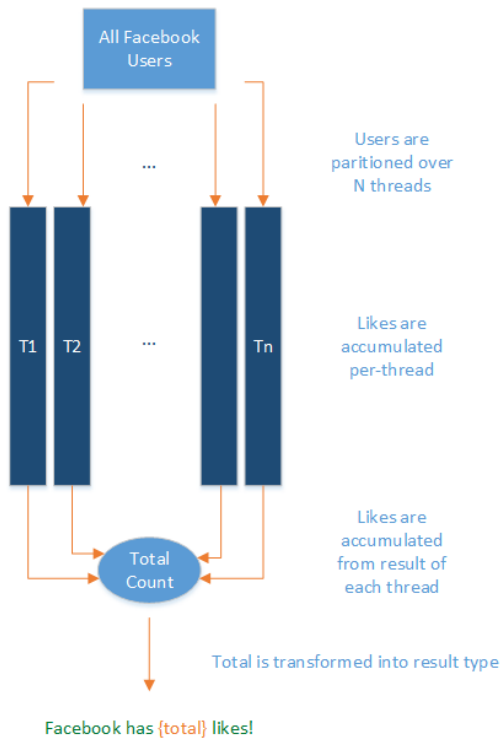 All Facebook
Users
Users are
paritioned over
N threads
...
T1
T2
...
Tn
Likes are
accumulated
per-thread
Likes are
accumulated
from result of
each thread
Total
Count
Total is transformed into result type
Facebook has {total} likes!